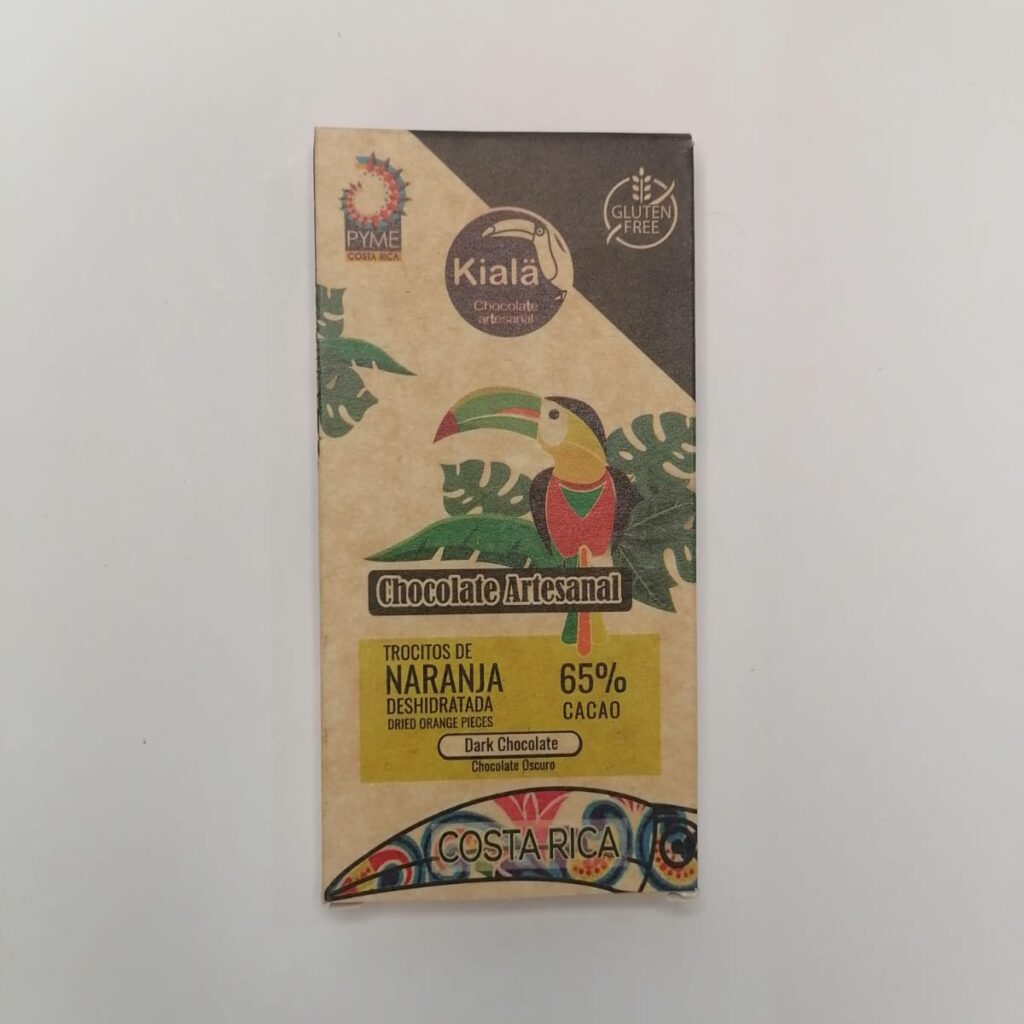 PYME
COSTA RICA
GLUTEN
FREE
Kialä
Chocolate
artesanal
Chocolate Artesanal
TROCITOS DE
NARANJA
DESHIDRATADA
DRIED ORANGE PIECES
65%
CACAO
Dark Chocolate
Chocolate Oscuro
COSTA RICA